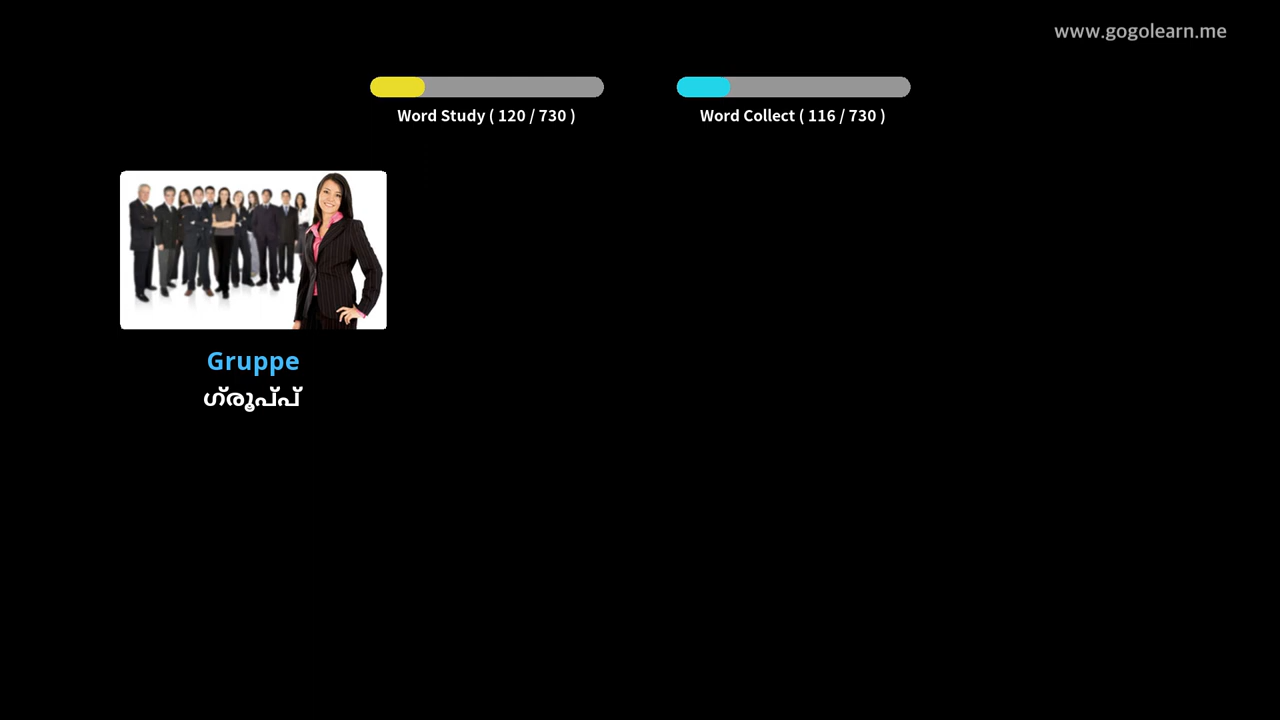 www.gogolearn.me
Word Study ( 120 / 730 )
Word Collect ( 116 / 730 )
Gruppe
ഗ്രൂപ്പ്